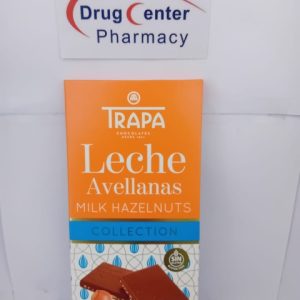 Drug Center
Pharmacy
TRAPA
CHOCOLATES
Leche
Avellanas
MILK HAZELNUTS
COLLECTION
SIN